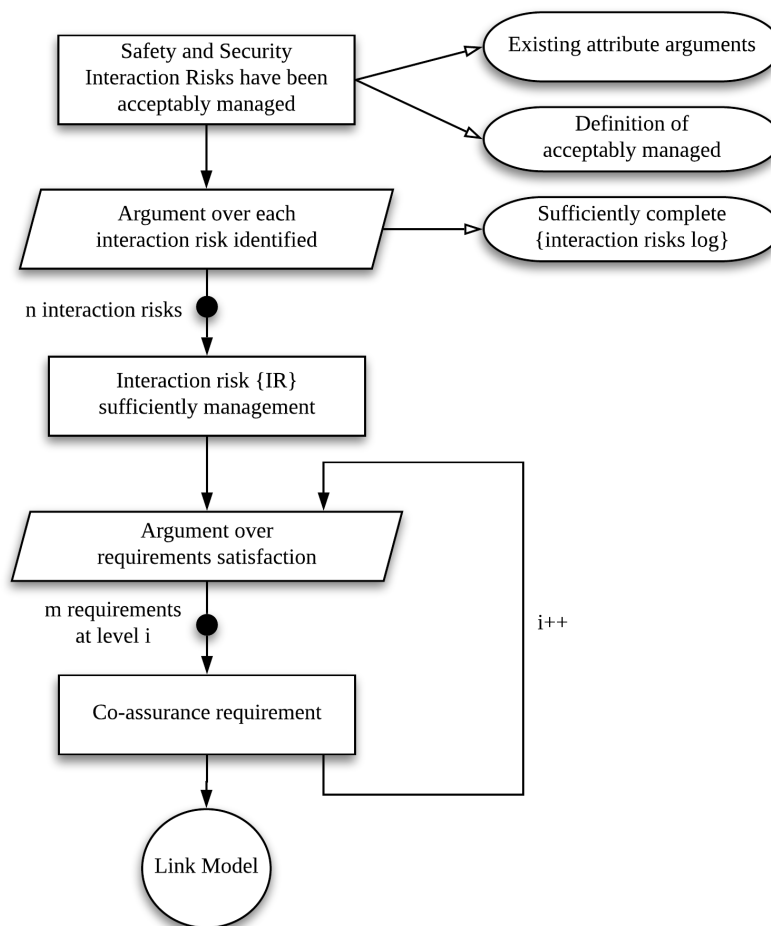 Safety and Security
Interaction Risks have been
acceptably managed
Existing attribute arguments
Definition of
acceptably managed
Argument over each
interaction risk identified
Sufficiently complete
{interaction risks log}
n interaction risks
Interaction risk {IR}
sufficiently management
Argument over
requirements satisfaction
m requirements
at level i
i++
Co-assurance requirement
Link Model